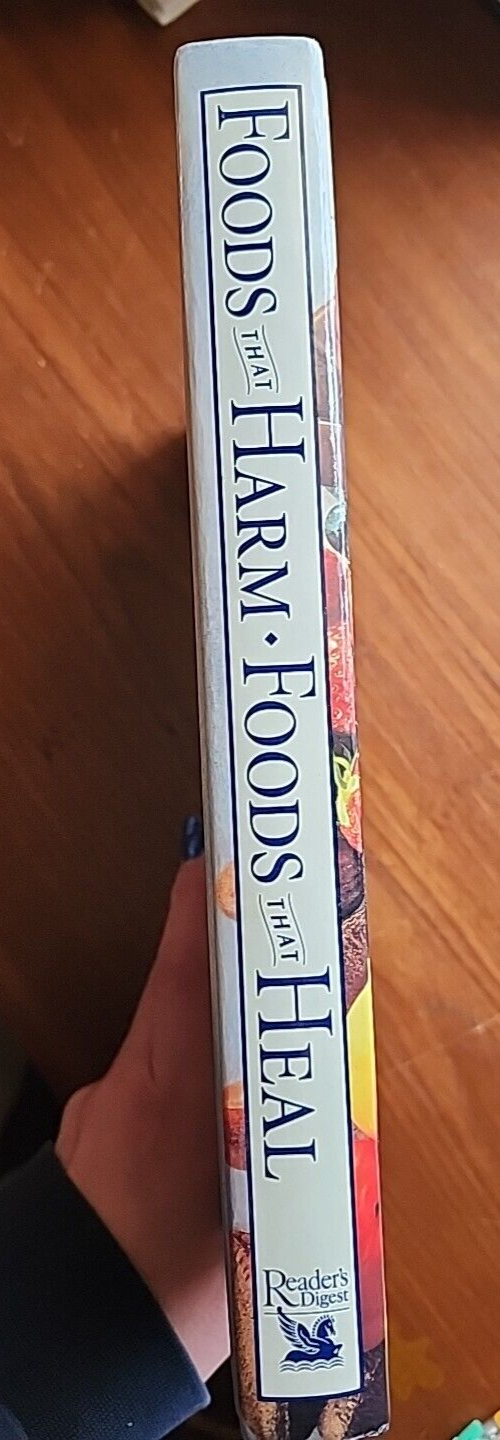 FOODS THAT HARM · FOODS THAT HEAL
Reader's
Digest